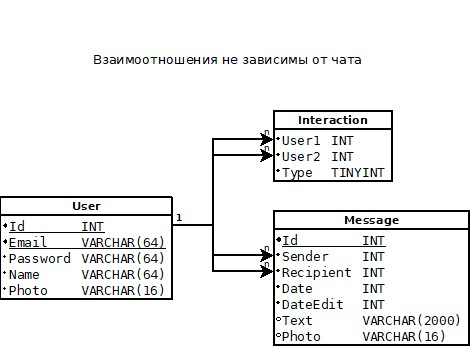 Взаимоотношения не зависимы от чата
Interaction
User1 INT
User2 INT
Type TINYINT
n
n
User
Id INT
Email VARCHAR(64)
Password VARCHAR(64)
Name VARCHAR(64)
Photo VARCHAR(16)
1
Message
Id INT
Sender INT
Recipient INT
Date INT
DateEdit INT
Text VARCHAR(2000)
Photo VARCHAR(16)
n
n